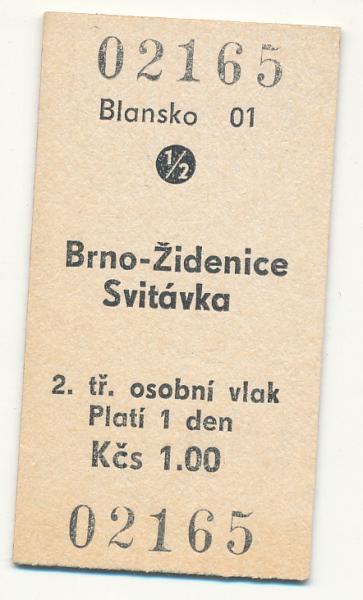 02165
Blansko 01
1/2
Brno-Židenice
Svitávka
2. tř. osobní vlak
Platí 1 den
Kčs 1.00
02165